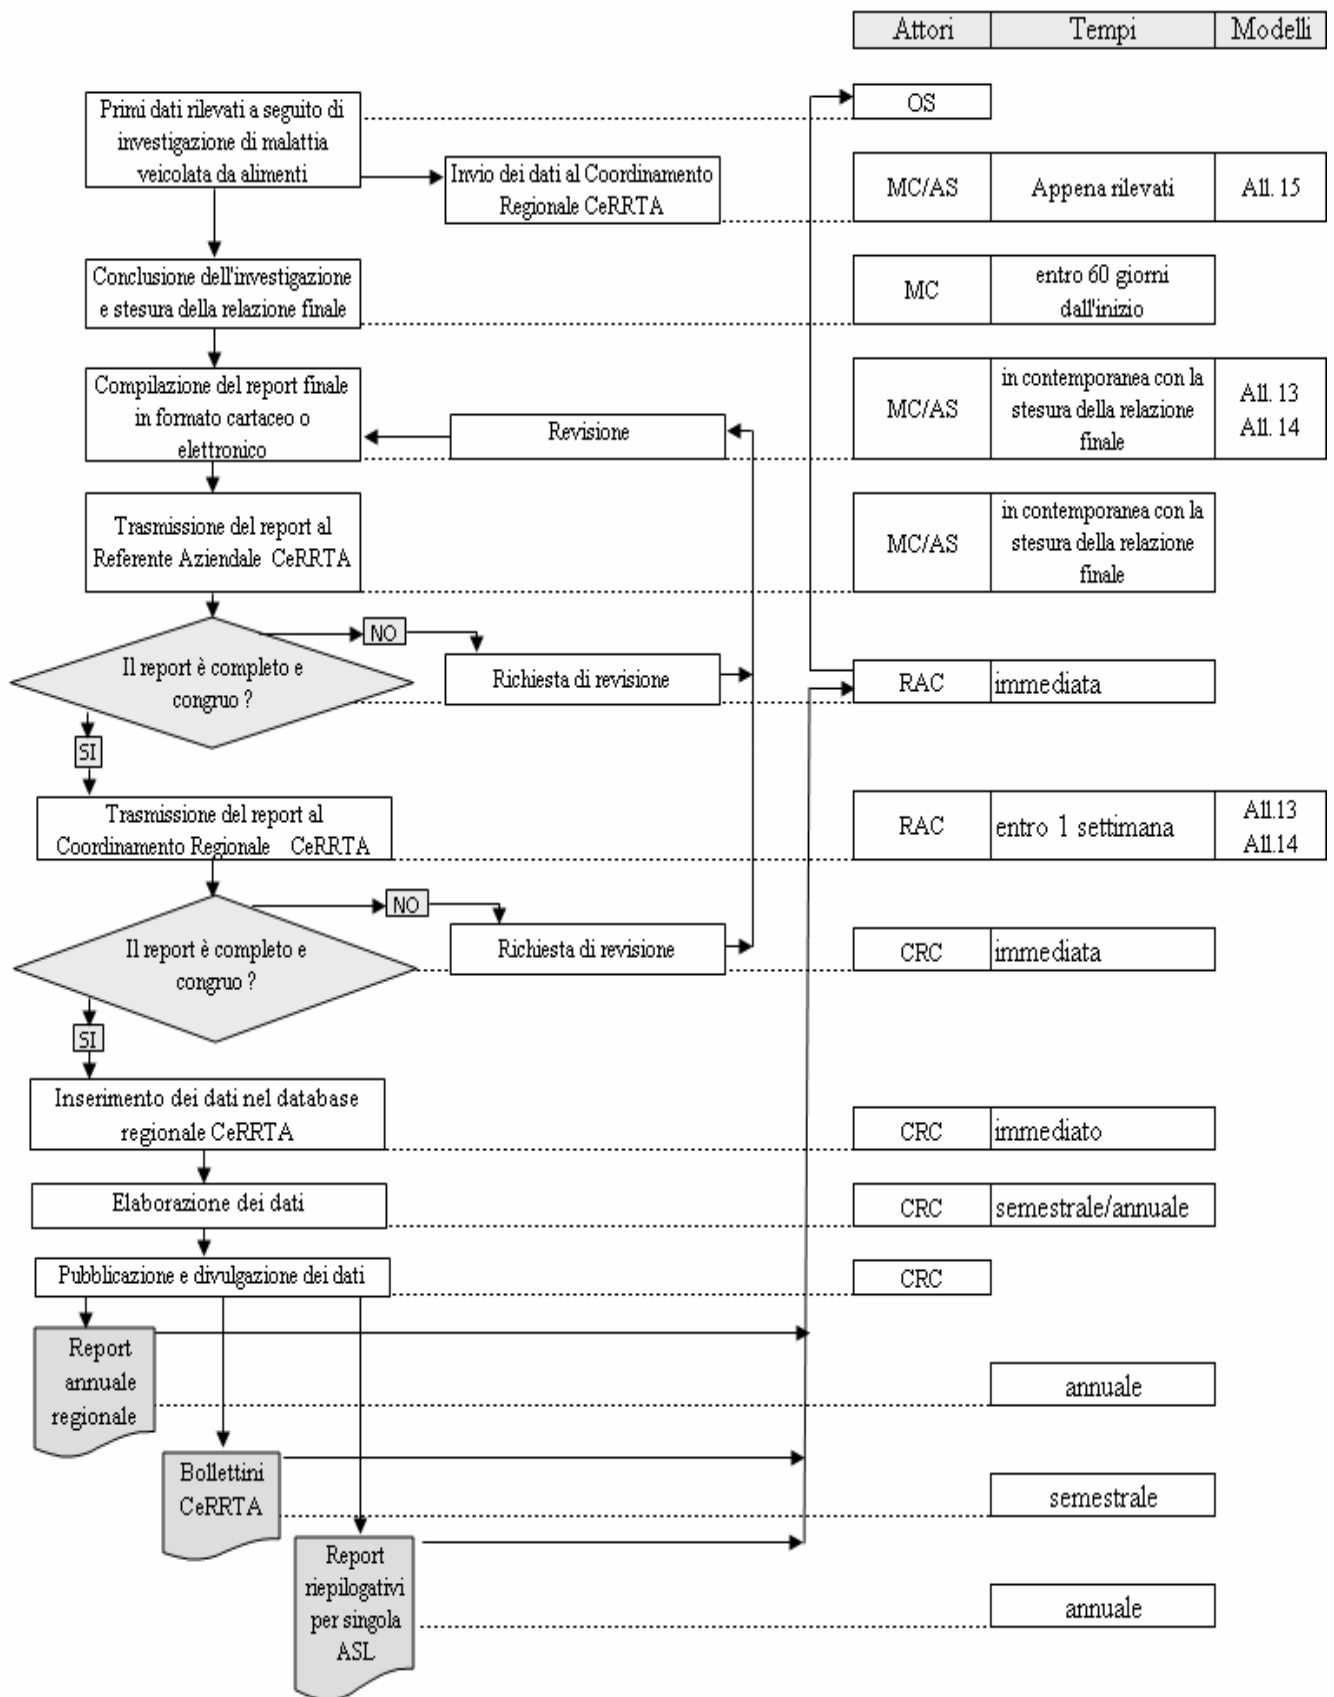 Attori Tempi Modelli
Primi dati rilevati a seguito di
investigazione di malattia
veicolata da alimenti
OS
Invio dei dati al Coordinamento
Regionale CeRRTA
MC/AS Appena rilevati All. 15
Conclusione dell'investigazione
e stesura della relazione finale
MC
entro 60 giorni
dall'inizio
Compilazione del report finale
in formato cartaceo o
elettronico
Revisione
MC/AS
in contemporanea con la
stesura della relazione
finale
All. 13
All. 14
Trasmissione del report al
Referente Aziendale CeRRTA
MC/AS
in contemporanea con la
stesura della relazione
finale
NO
Il report è completo e
congruo ?
Richiesta di revisione
RAC immediata
SI
Trasmissione del report al
Coordinamento Regionale CeRRTA
RAC entro 1 settimana
All.13
All.14
NO
Il report è completo e
congruo ?
Richiesta di revisione
CRC immediata
SI
Inserimento dei dati nel database
regionale CeRRTA
CRC immediato
Elaborazione dei dati
CRC semestrale/annuale
Pubblicazione e divulgazione dei dati
CRC
Report
annuale
regionale
annuale
Bollettini
CeRRTA
semestrale
Report
riepilogativi
per singola
ASL
annuale